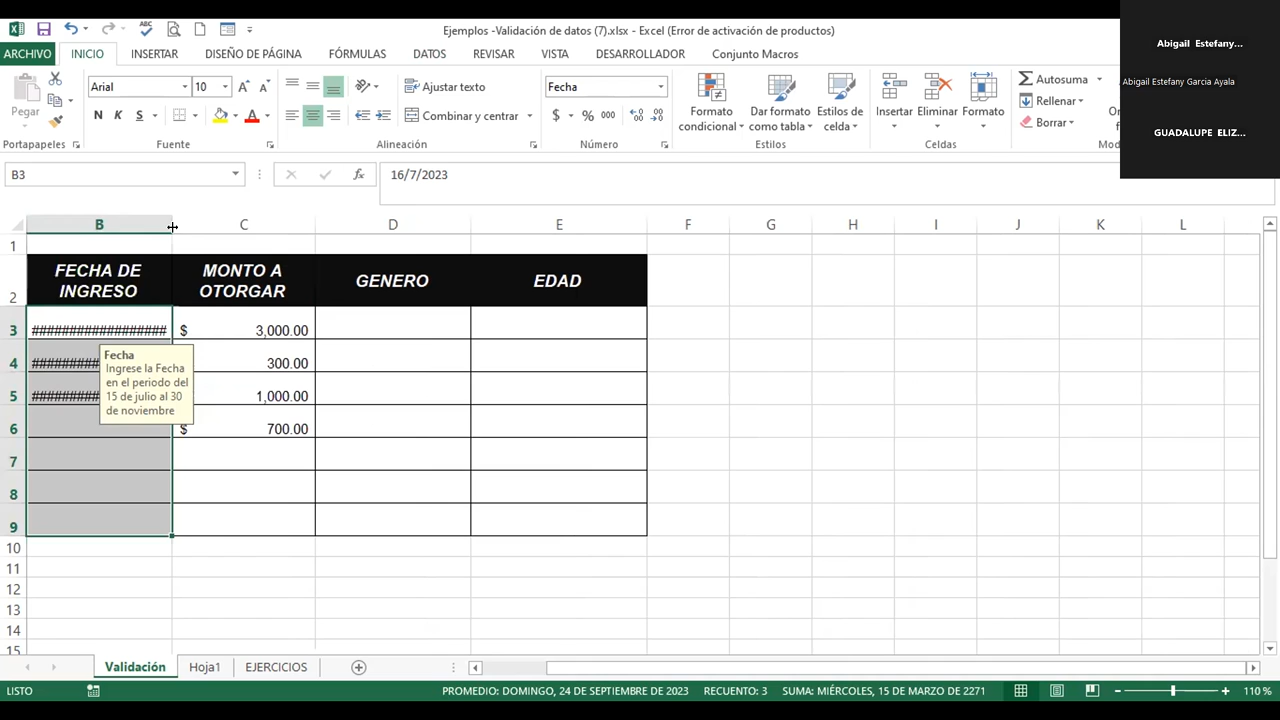 Ejemplos -Validación de datos (7).xlsx - Excel (Error de activación de productos)
ARCHIVO INICIO INSERTAR DISEÑO DE PÁGINA FÓRMULAS DATOS REVISAR VISTA DESARROLLADOR Conjunto Macros
Abigail Estefany...
Abigail Estefany Garcia Ayala
GUADALUPE ELIZ...
Pegar
Arial 10
N K S
Ajustar texto
Combinar y centrar
Fecha
$ % 000
Formato condicional
Dar formato como tabla
Estilos de celda
Insertar Eliminar Formato
Autosuma
Rellenar
Borrar
Portapapeles Fuente Alineación Número Estilos Celdas
B3 fx 16/7/2023
B C D E F G H I J K L
1
2 FECHA DE INGRESO MONTO A OTORGAR GENERO EDAD
3 ################## $ 3,000.00
4 ######### 300.00
5 ######### 1,000.00
6 $ 700.00
Fecha
Ingrese la Fecha
en el periodo del
15 de julio al 30
de noviembre
7
8
9
10
11
12
13
14
15
Validación Hoja1 EJERCICIOS
LISTO PROMEDIO: DOMINGO, 24 DE SEPTIEMBRE DE 2023 RECUENTO: 3 SUMA: MIÉRCOLES, 15 DE MARZO DE 2271 110 %